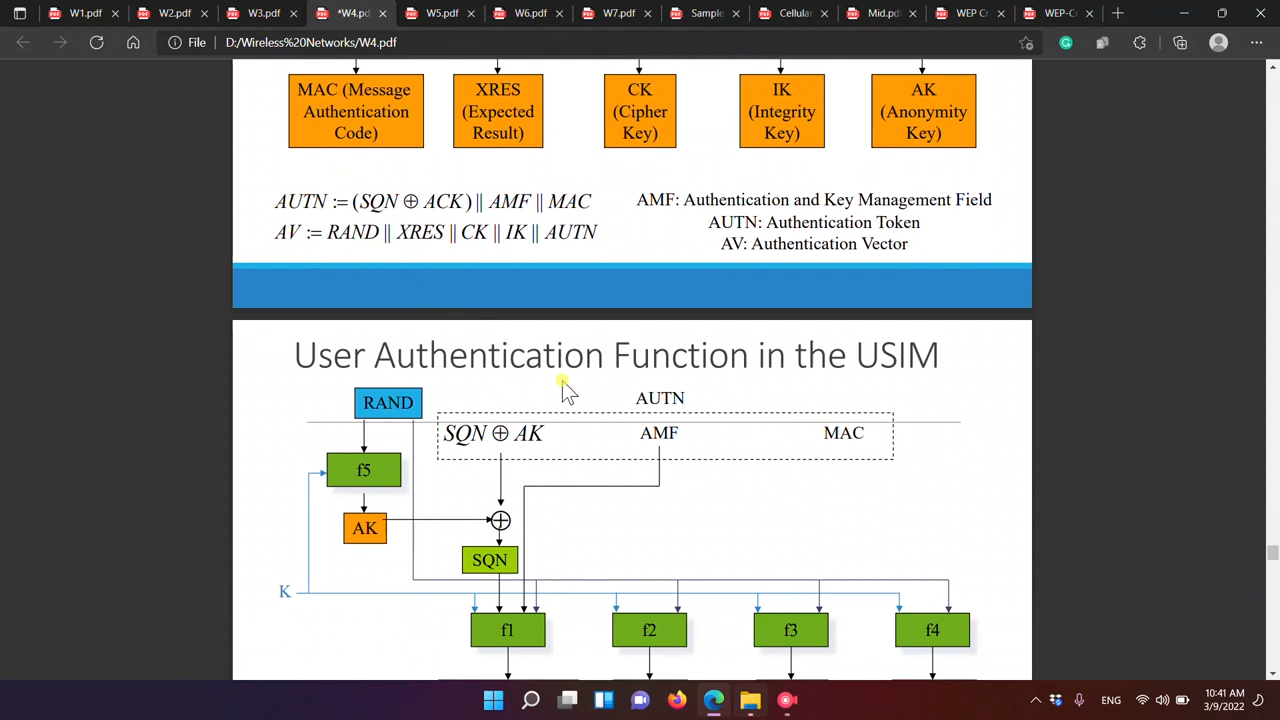 W1.pdf
W2.pdf
W3.pdf
*W4.pd
W5.pdf
W6.pdf
W7.pdf
Sample
Cellular
Mid.pdf
WEP Cr
WEP-Cr
File
D:/Wireless%20Networks/W4.pdf
MAC (Message
Authentication
Code)
XRES
(Expected
Result)
CK
(Cipher
Key)
IK
(Integrity
Key)
AK
(Anonymity
Key)
AUTN := (SQN ⊕ ACK) || AMF || MAC
AV := RAND || XRES || CK || IK || AUTN
AMF: Authentication and Key Management Field
AUTN: Authentication Token
AV: Authentication Vector
User Authentication Function in the USIM
RAND
AUTN
SQN ⊕ AK
AMF
MAC
f5
AK
SQN
K
f1
f2
f3
f4
ENG
10:41 AM
3/9/2022